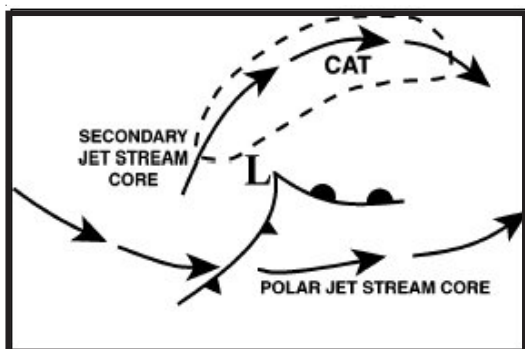 CAT
SECONDARY
JET STREAM
CORE
L
POLAR JET STREAM CORE